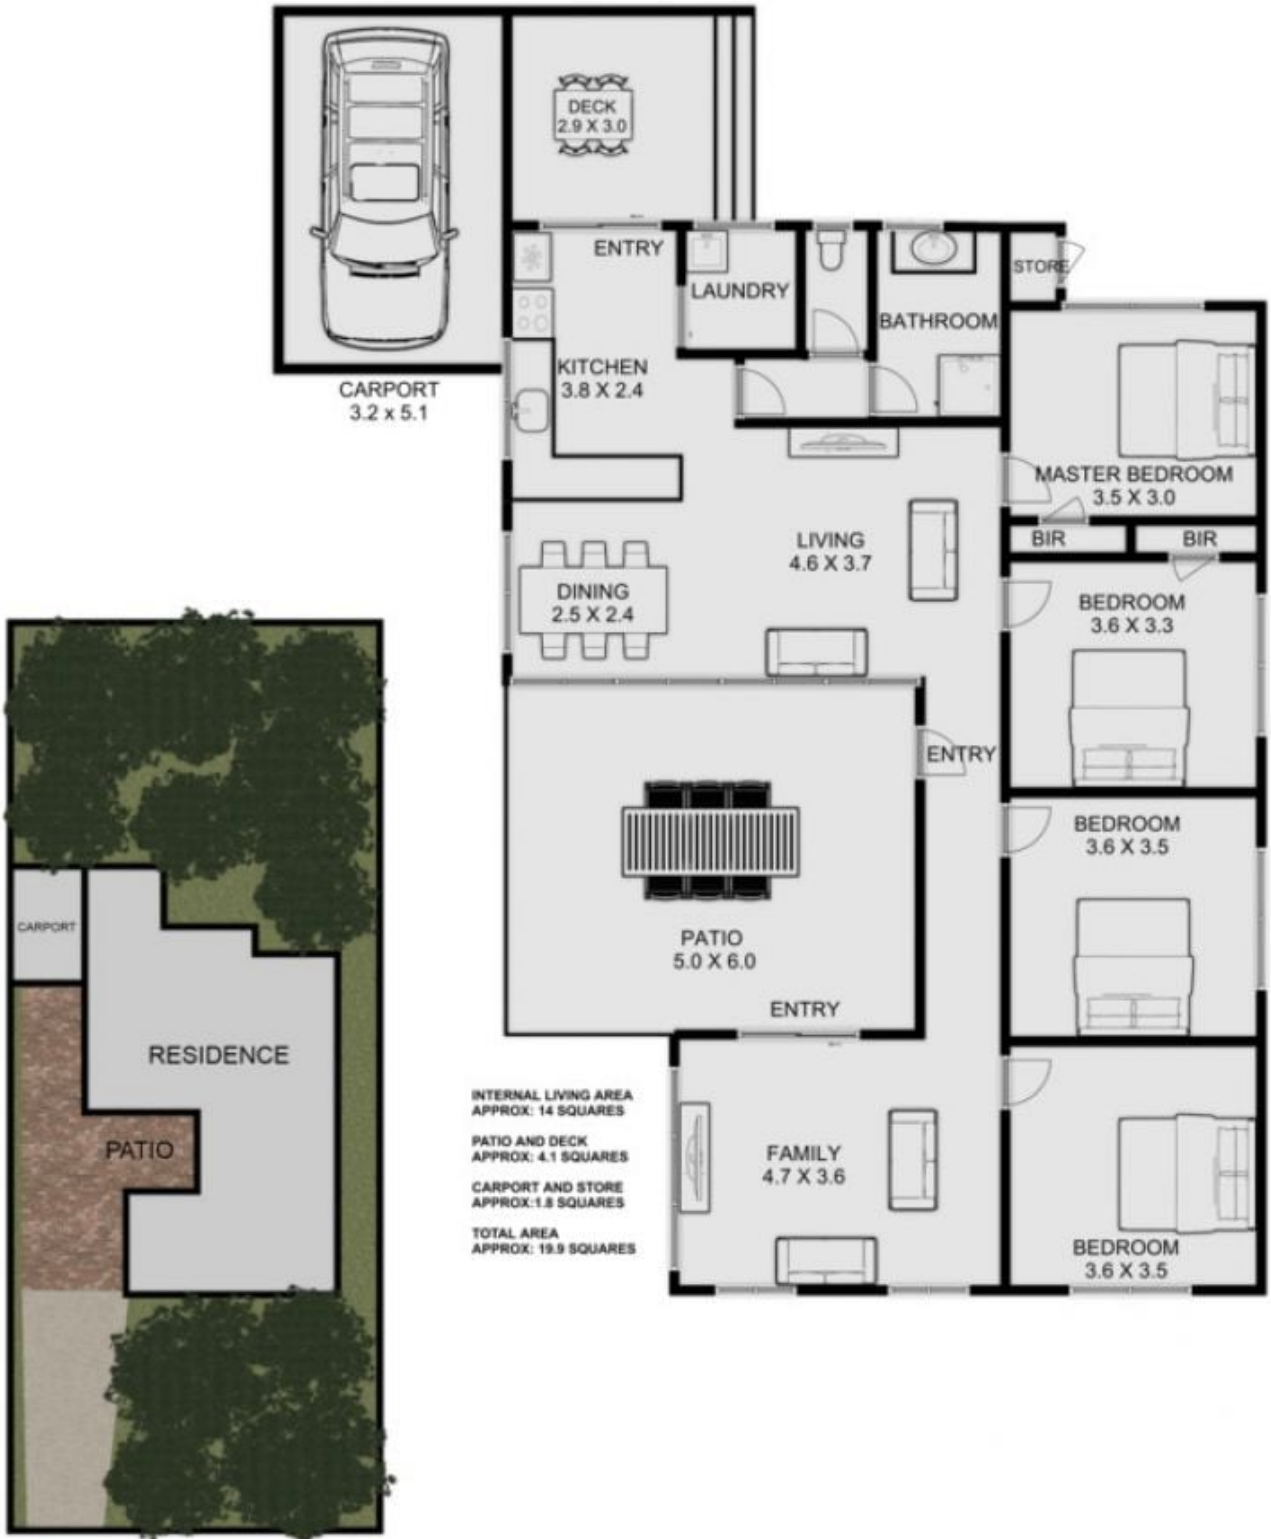 DECK
2.9 X 3.0
ENTRY
LAUNDRY
STORE
BATHROOM
KITCHEN
3.8 X 2.4
CARPORT
3.2 x 5.1
MASTER BEDROOM
3.5 X 3.0
BIR
BIR
LIVING
4.6 X 3.7
DINING
2.5 X 2.4
BEDROOM
3.6 X 3.3
ENTRY
BEDROOM
3.6 X 3.5
PATIO
5.0 X 6.0
ENTRY
FAMILY
4.7 X 3.6
BEDROOM
3.6 X 3.5
INTERNAL LIVING AREA
APPROX: 14 SQUARES
PATIO AND DECK
APPROX: 4.1 SQUARES
CARPORT AND STORE
APPROX:1.8 SQUARES
TOTAL AREA
APPROX: 19.9 SQUARES
CARPORT
RESIDENCE
PATIO